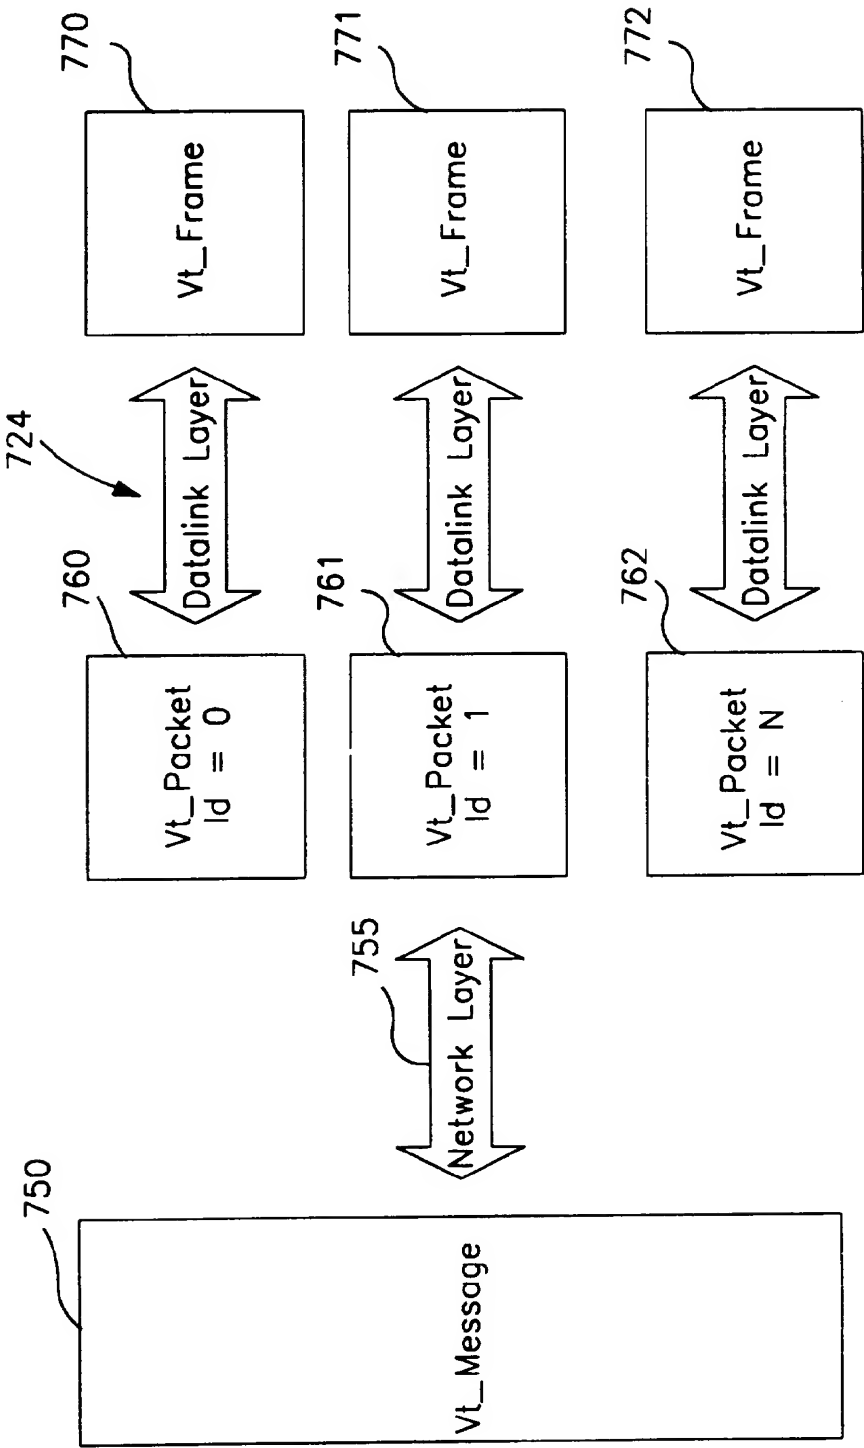 724
750
760
770
Vt_Packet
Id = 0
Datalink Layer
Vt_Frame
755
761
771
Vt_Message
Network Layer
Vt_Packet
Id = 1
Datalink Layer
Vt_Frame
762
772
Vt_Packet
Id = N
Datalink Layer
Vt_Frame